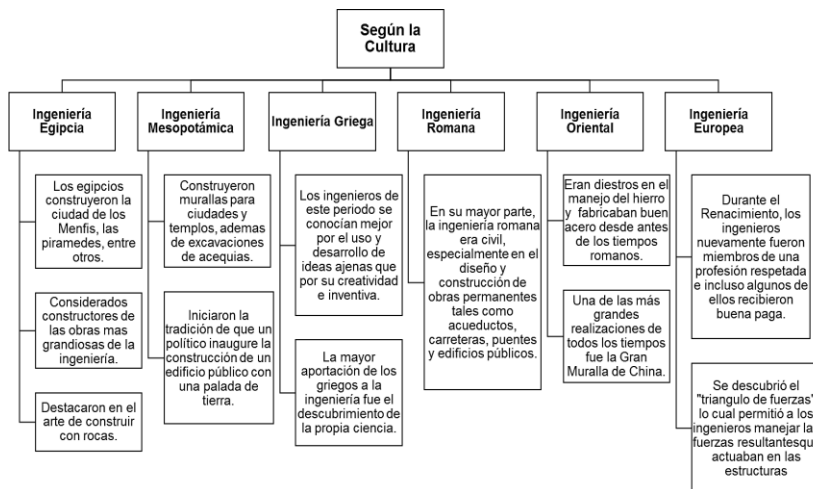 Según la
Cultura
Ingeniería
Egipcia
Los egipcios
construyeron la
ciudad de los
Menfis, las
piramedes, entre
otros.
Considerados
constructores de
las obras mas
grandiosas de la
ingeniería.
Destacaron en el
arte de construir
con rocas.
Ingeniería
Mesopotámica
Construyeron
murallas para
ciudades y
templos, ademas
de excavaciones
de acequias.
Iniciaron la
tradición de que un
político inaugure la
construcción de un
edificio público con
una palada de
tierra.
Ingeniería Griega
Los ingenieros de
este periodo se
conocían mejor
por el uso y
desarrollo de
ideas ajenas que
por su creatividad
e inventiva.
La mayor
aportación de los
griegos a la
ingeniería fue el
descubrimiento de
la propia ciencia.
Ingeniería
Romana
En su mayor parte,
la ingeniería romana
era civil,
especialmente en el
diseño y
construcción de
obras permanentes
tales como
acueductos,
carreteras, puentes
y edificios públicos.
Ingeniería
Oriental
Eran diestros en el
manejo del hierro
y fabricaban buen
acero desde antes
de los tiempos
romanos.
Una de las más
grandes
realizaciones de
todos los tiempos
fue la Gran
Muralla de China.
Ingeniería
Europea
Durante el
Renacimiento, los
ingenieros
nuevamente fueron
miembros de una
profesión respetada
e incluso algunos de
ellos recibieron
buena paga.
Se descubrió el
"triangulo de fuerzas"
lo cual permitió a los
ingenieros manejar la
fuerzas resultantesqu
actuaban en las
estructuras